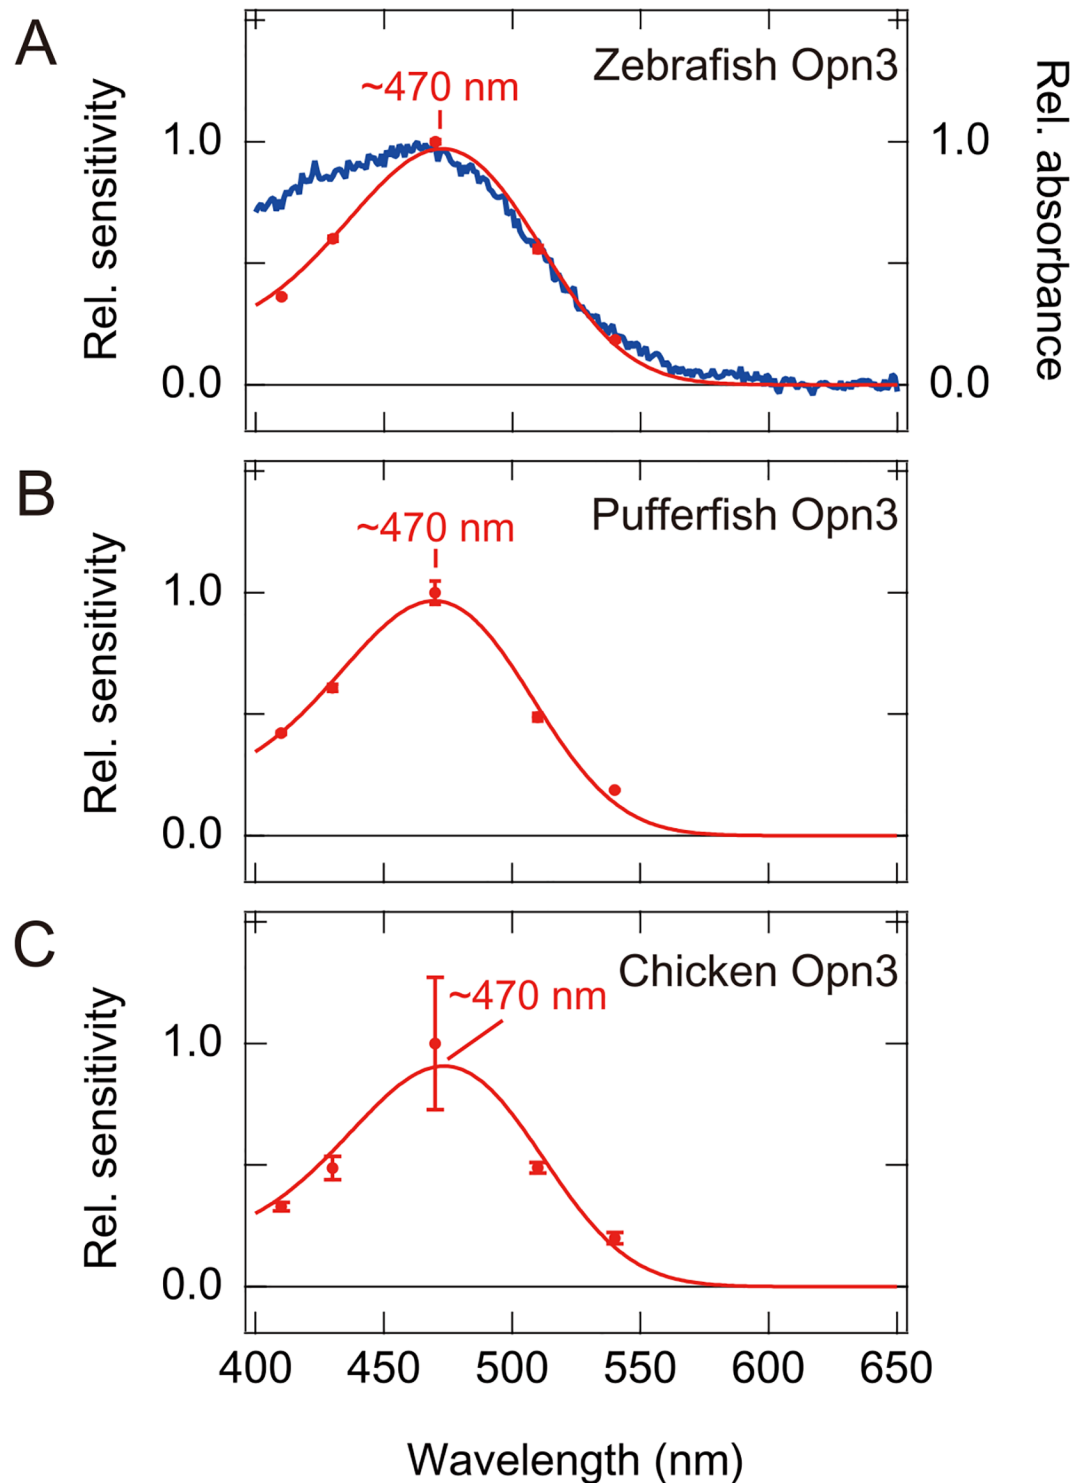 A
Zebrafish Opn3
~470 nm
Rel. sensitivity
Rel. absorbance
1.0
1.0
0.0
0.0
B
Pufferfish Opn3
~470 nm
Rel. sensitivity
1.0
0.0
C
Chicken Opn3
~470 nm
Rel. sensitivity
1.0
0.0
400 450 500 550 600 650
Wavelength (nm)